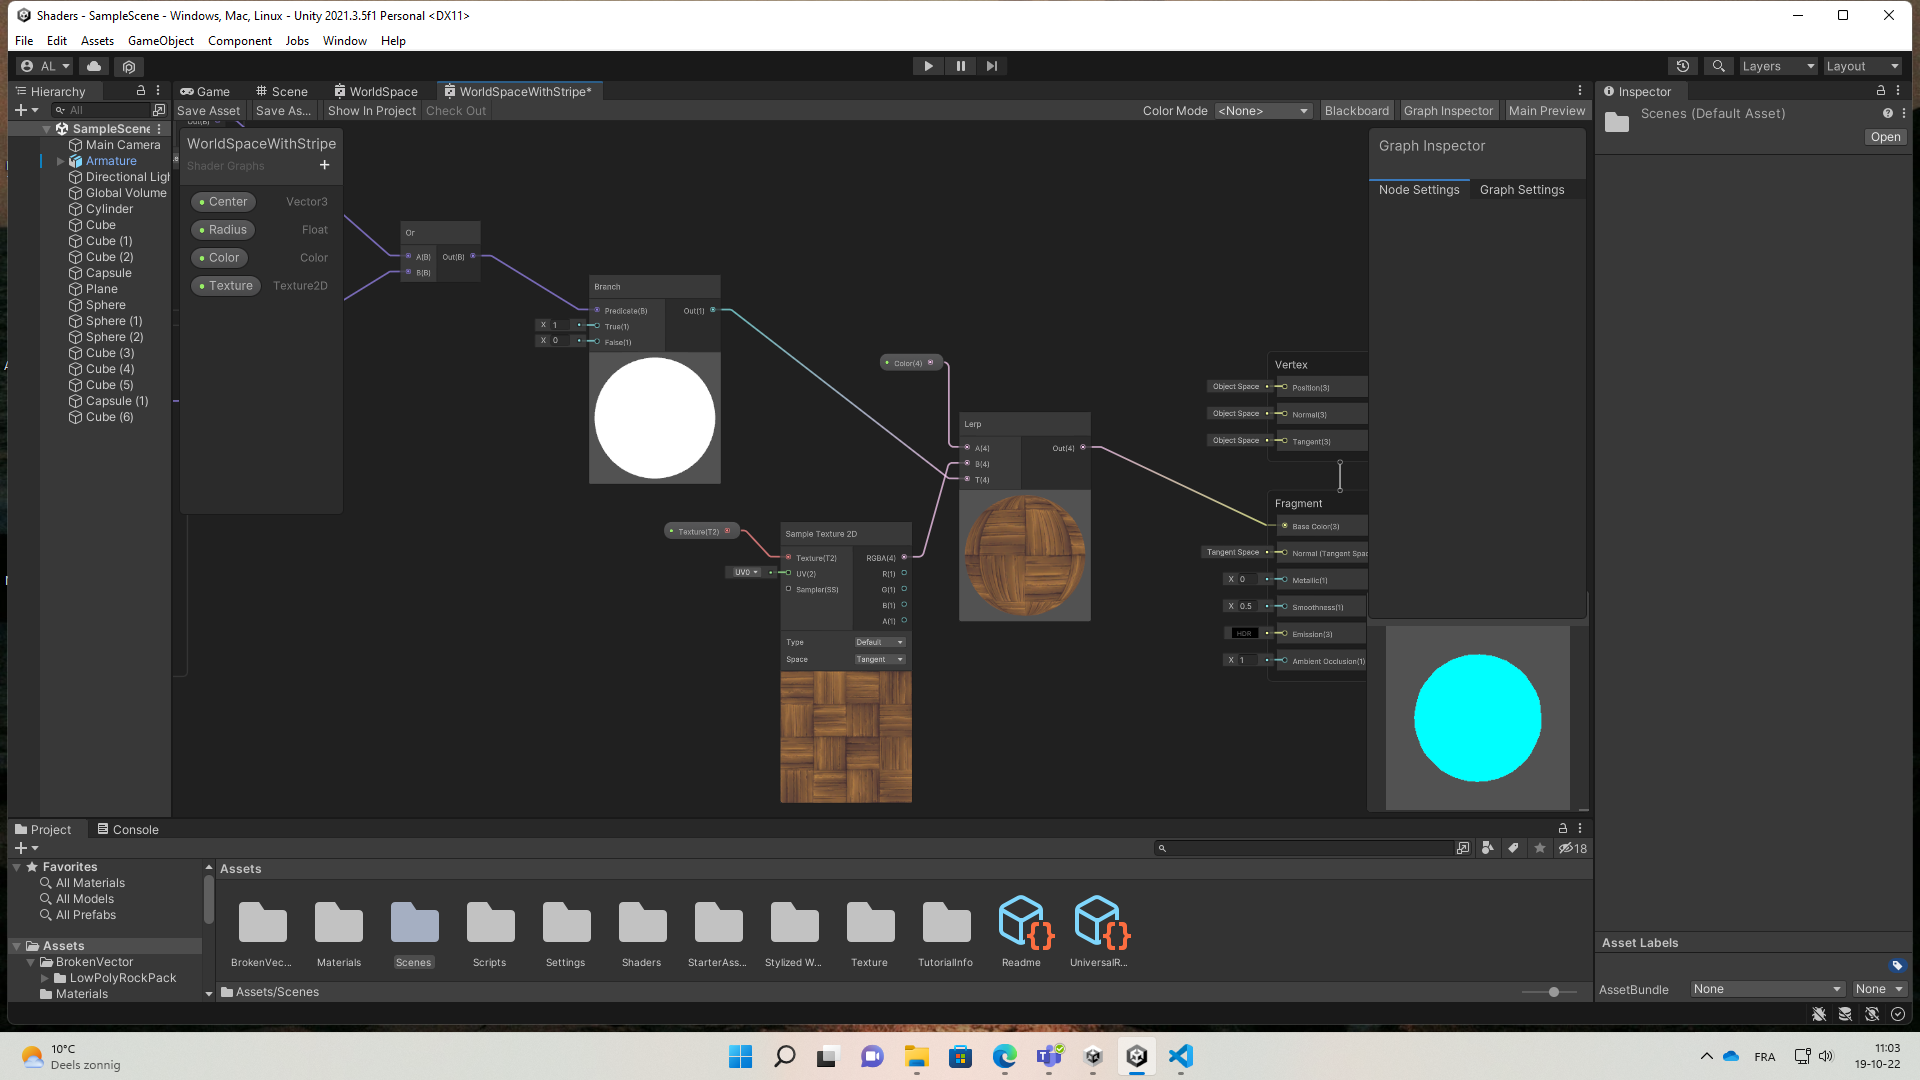 Shaders - SampleScene - Windows, Mac, Linux - Unity 2021.3.5f1 Personal <DX11>
File Edit Assets GameObject Component Jobs Window Help
AL
Layers Layout
Hierarchy
All
SampleScene
Main Camera
Armature
Directional Ligh
Global Volume
Cylinder
Cube
Cube (1)
Cube (2)
Capsule
Plane
Sphere
Sphere (1)
Sphere (2)
Cube (3)
Cube (4)
Cube (5)
Capsule (1)
Cube (6)
Game Scene WorldSpace WorldSpaceWithStripe*
Save Asset Save As... Show In Project Check Out
Color Mode <None> Blackboard Graph Inspector Main Preview
WorldSpaceWithStripe
Shader Graphs
+
Center Vector3
Radius Float
Color Color
Texture Texture2D
Or
A(B) Out(B)
B(B)
Branch
Predicate(B) Out(1)
X 1 True(1)
X 0 False(1)
Color(4)
Lerp
A(4) Out(4)
B(4)
T(4)
Texture(T2)
Sample Texture 2D
Texture(T2) RGBA(4)
UV0 UV(2) R(1)
Sampler(SS) G(1)
B(1)
A(1)
Type Default
Space Tangent
Vertex
Object Space Position(3)
Object Space Normal(3)
Object Space Tangent(3)
Fragment
Base Color(3)
Tangent Space Normal (Tangent Spac
X 0 Metallic(1)
X 0.5 Smoothness(1)
HDR Emission(3)
X 1 Ambient Occlusion(1)
Graph Inspector
Node Settings Graph Settings
Inspector
Scenes (Default Asset)
Open
Asset Labels
AssetBundle None None
Project Console
18
Favorites
All Materials
All Models
All Prefabs
Assets
BrokenVector
LowPolyRockPack
Materials
Assets
BrokenVec... Materials Scenes Scripts Settings Shaders StarterAss... Stylized W... Texture TutorialInfo Readme UniversalR...
Assets/Scenes
10°C
Deels zonnig
FRA
11:03
19-10-22